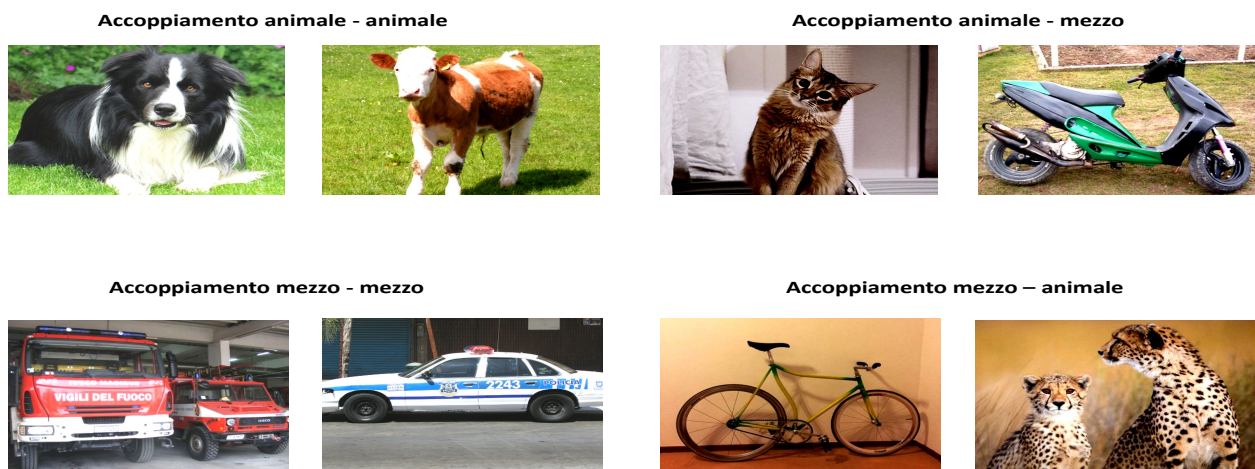 Accoppiamento animale - animale
Accoppiamento animale - mezzo
Accoppiamento mezzo - mezzo
Accoppiamento mezzo – animale
VIGILI DEL FUOCO
2243